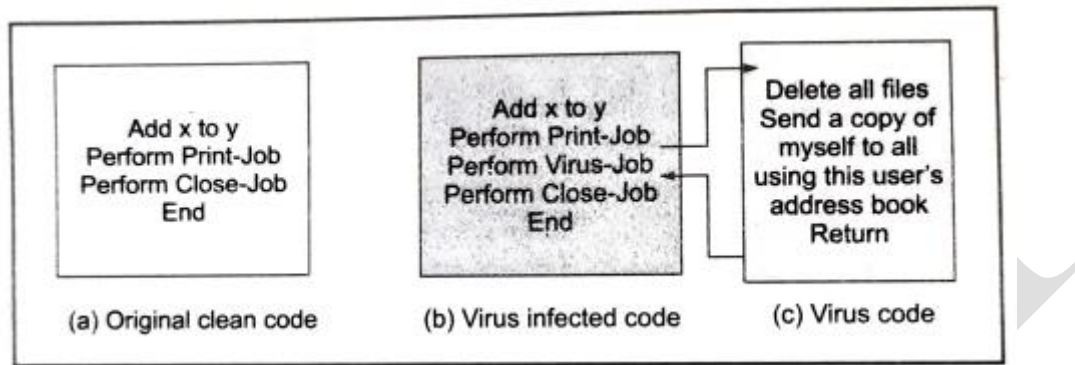 Add x to y
Perform Print-Job
Perform Close-Job
End
(a) Original clean code
Add x to y
Perform Print-Job
Perform Virus-Job
Perform Close-Job
End
(b) Virus infected code
Delete all files
Send a copy of
myself to all
using this user's
address book
Return
(c) Virus code